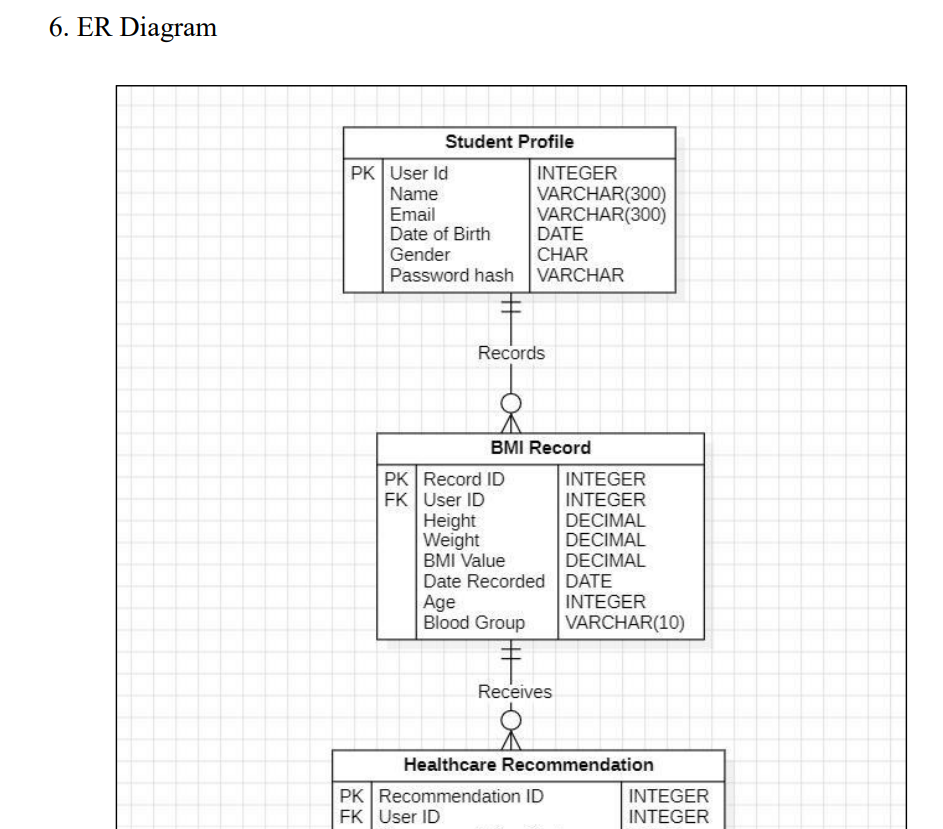 6. ER Diagram
Student Profile
PK User Id INTEGER
Name VARCHAR(300)
Email VARCHAR(300)
Date of Birth DATE
Gender CHAR
Password hash VARCHAR
Records
BMI Record
PK Record ID INTEGER
FK User ID INTEGER
Height DECIMAL
Weight DECIMAL
BMI Value DECIMAL
Date Recorded DATE
Age INTEGER
Blood Group VARCHAR(10)
Receives
Healthcare Recommendation
PK Recommendation ID INTEGER
FK User ID INTEGER